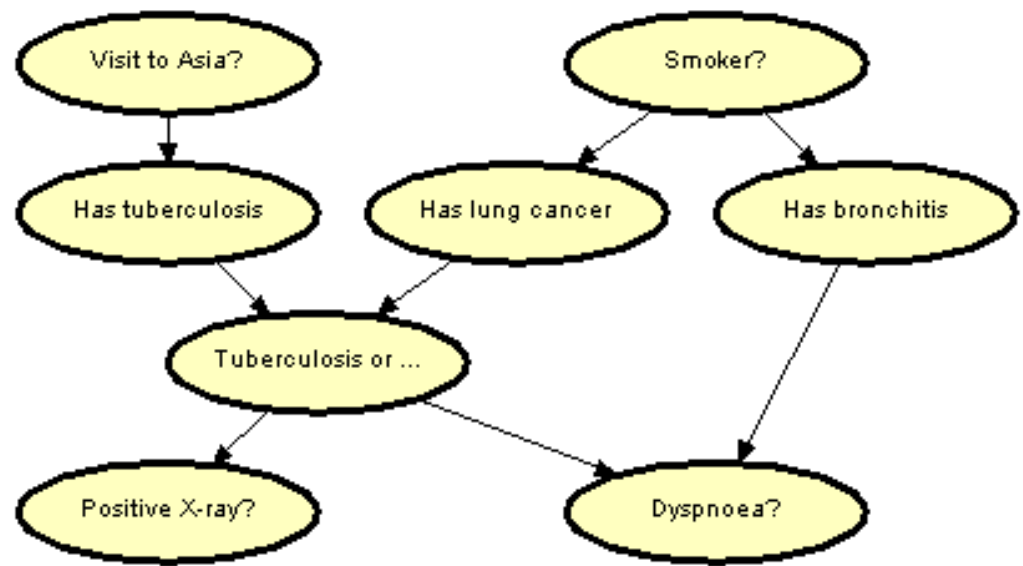 Visit to Asia?
Smoker?
Has tuberculosis
Has lung cancer
Has bronchitis
Tuberculosis or ...
Positive X-ray?
Dyspnoea?